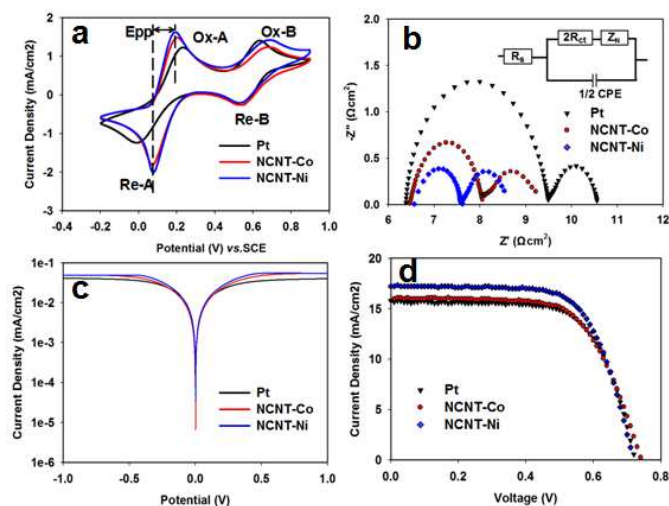 a
Epp
Ox-A
Ox-B
Re-B
Re-A
Pt
NCNT-Co
NCNT-Ni
Current Density (mA/cm2)
3
2
1
0
-1
-2
-3
-0.2 0.0 0.2 0.4 0.6 0.8 1.0
Potential (V) vs.SCE
b
Rs
2Rct
ZN
1/2 CPE
Pt
NCNT-Co
NCNT-Ni
-Z'' (Ωcm2)
2.0
1.5
1.0
0.5
0.0
6 7 8 9 10 11 12
Z' (Ωcm2)
c
Pt
NCNT-Co
NCNT-Ni
Current Density (mA/cm2)
1e-1
1e-2
1e-3
1e-4
1e-5
1e-6
-1.0 -0.5 0.0 0.5 1.0
Potential (V)
d
Pt
NCNT-Co
NCNT-Ni
Current Density (mA/cm2)
20
15
10
5
0
0.0 0.2 0.4 0.6 0.8
Voltage (V)